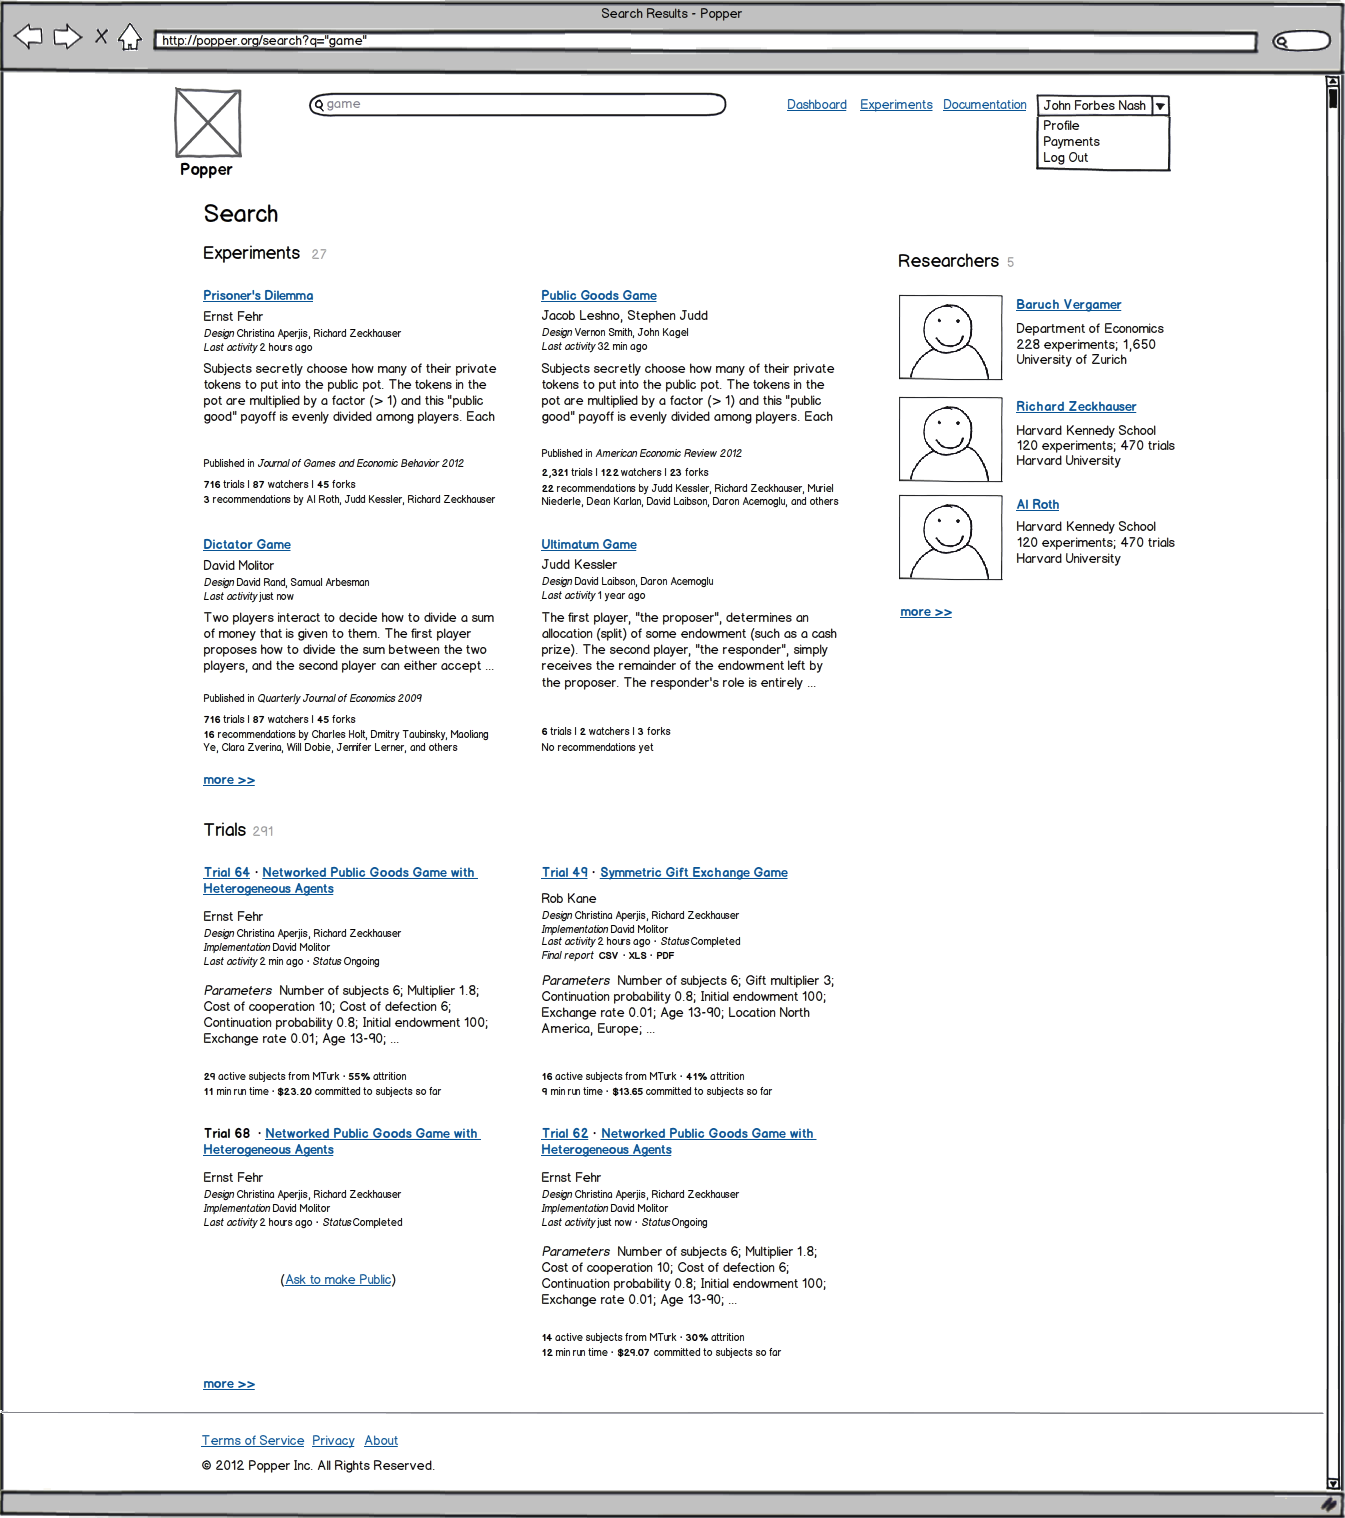 Search Results - Popper
http://popper.org/search?q="game"
game
Dashboard Experiments Documentation
John Forbes Nash
Profile
Payments
Log Out
Popper
Search
Experiments 27
Prisoner's Dilemma
Ernst Fehr
Design Christina Aperjis, Richard Zeckhauser
Last activity 2 hours ago
Subjects secretly choose how many of their private
tokens to put into the public pot. The tokens in the
pot are multiplied by a factor (> 1) and this "public
good" payoff is evenly divided among players. Each
Published in Journal of Games and Economic Behavior 2012
716 trials | 87 watchers | 45 forks
3 recommendations by Al Roth, Judd Kessler, Richard Zeckhauser
Public Goods Game
Jacob Leshno, Stephen Judd
Design Vernon Smith, John Kagel
Last activity 32 min ago
Subjects secretly choose how many of their private
tokens to put into the public pot. The tokens in the
pot are multiplied by a factor (> 1) and this "public
good" payoff is evenly divided among players. Each
Published in American Economic Review 2012
2,321 trials | 122 watchers | 23 forks
22 recommendations by Judd Kessler, Richard Zeckhauser, Muriel
Niederle, Dean Karlan, David Laibson, Daron Acemoglu, and others
Dictator Game
David Molitor
Design David Rand, Samual Arbesman
Last activity just now
Two players interact to decide how to divide a sum
of money that is given to them. The first player
proposes how to divide the sum between the two
players, and the second player can either accept ...
Published in Quarterly Journal of Economics 2009
716 trials | 87 watchers | 45 forks
16 recommendations by Charles Holt, Dmitry Taubinsky, Maoliang
Ye, Clara Zverina, Will Dobie, Jennifer Lerner, and others
Ultimatum Game
Judd Kessler
Design David Laibson, Daron Acemoglu
Last activity 1 year ago
The first player, "the proposer", determines an
allocation (split) of some endowment (such as a cash
prize). The second player, "the responder", simply
receives the remainder of the endowment left by
the proposer. The responder's role is entirely ...
6 trials | 2 watchers | 3 forks
No recommendations yet
more >>
Researchers 5
Baruch Vergamer
Department of Economics
228 experiments; 1,650
University of Zurich
Richard Zeckhauser
Harvard Kennedy School
120 experiments; 470 trials
Harvard University
Al Roth
Harvard Kennedy School
120 experiments; 470 trials
Harvard University
more >>
Trials 291
Trial 64 · Networked Public Goods Game with
Heterogeneous Agents
Ernst Fehr
Design Christina Aperjis, Richard Zeckhauser
Implementation David Molitor
Last activity 2 min ago · Status Ongoing
Parameters Number of subjects 6; Multiplier 1.8;
Cost of cooperation 10; Cost of defection 6;
Continuation probability 0.8; Initial endowment 100;
Exchange rate 0.01; Age 13-90; ...
29 active subjects from MTurk · 55% attrition
11 min run time · $23.20 committed to subjects so far
Trial 49 · Symmetric Gift Exchange Game
Rob Kane
Design Christina Aperjis, Richard Zeckhauser
Implementation David Molitor
Last activity 2 hours ago · Status Completed
Final report CSV · XLS · PDF
Parameters Number of subjects 6; Gift multiplier 3;
Continuation probability 0.8; Initial endowment 100;
Exchange rate 0.01; Age 13-90; Location North
America, Europe; ...
16 active subjects from MTurk · 41% attrition
9 min run time · $13.65 committed to subjects so far
Trial 68 · Networked Public Goods Game with
Heterogeneous Agents
Ernst Fehr
Design Christina Aperjis, Richard Zeckhauser
Implementation David Molitor
Last activity 2 hours ago · Status Completed
(Ask to make Public)
Trial 62 · Networked Public Goods Game with
Heterogeneous Agents
Ernst Fehr
Design Christina Aperjis, Richard Zeckhauser
Implementation David Molitor
Last activity just now · Status Ongoing
Parameters Number of subjects 6; Multiplier 1.8;
Cost of cooperation 10; Cost of defection 6;
Continuation probability 0.8; Initial endowment 100;
Exchange rate 0.01; Age 13-90; ...
14 active subjects from MTurk · 30% attrition
12 min run time · $29.07 committed to subjects so far
more >>
Terms of Service Privacy About
© 2012 Popper Inc. All Rights Reserved.